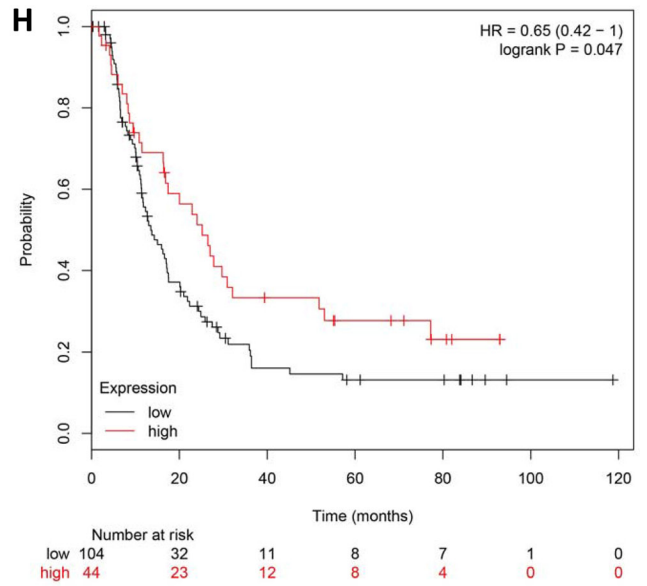 H
HR = 0.65 (0.42 − 1)
logrank P = 0.047
1.0
0.8
0.6
0.4
0.2
0.0
Probability
Expression
low
high
0 20 40 60 80 100 120
Time (months)
Number at risk
low 104 32 11 8 7 1 0
high 44 23 12 8 4 0 0